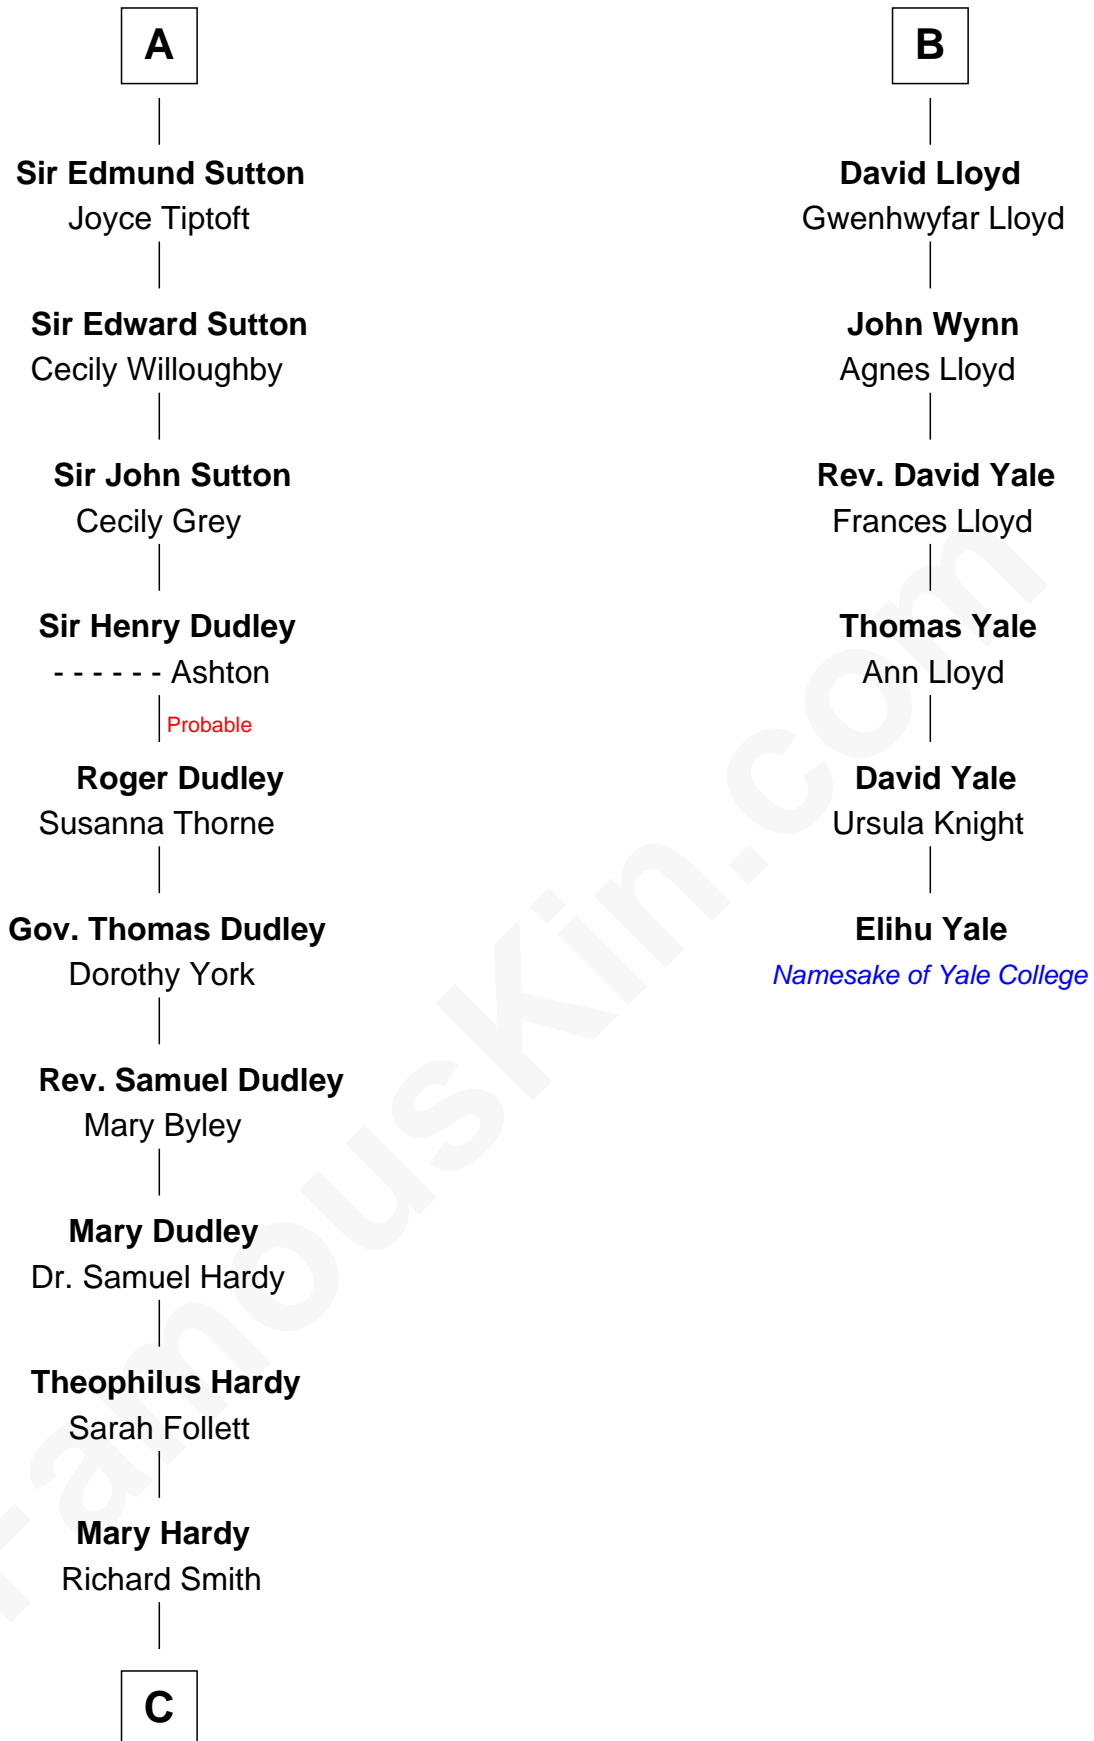 A
Sir Edmund Sutton
Joyce Tiptoft
Sir Edward Sutton
Cecily Willoughby
Sir John Sutton
Cecily Grey
Sir Henry Dudley
- - - - - - Ashton
Probable
Roger Dudley
Susanna Thorne
Gov. Thomas Dudley
Dorothy York
Rev. Samuel Dudley
Mary Byley
Mary Dudley
Dr. Samuel Hardy
Theophilus Hardy
Sarah Follett
Mary Hardy
Richard Smith
C
B
David Lloyd
Gwenhwyfar Lloyd
John Wynn
Agnes Lloyd
Rev. David Yale
Frances Lloyd
Thomas Yale
Ann Lloyd
David Yale
Ursula Knight
Elihu Yale
Namesake of Yale College
FamousKin.com